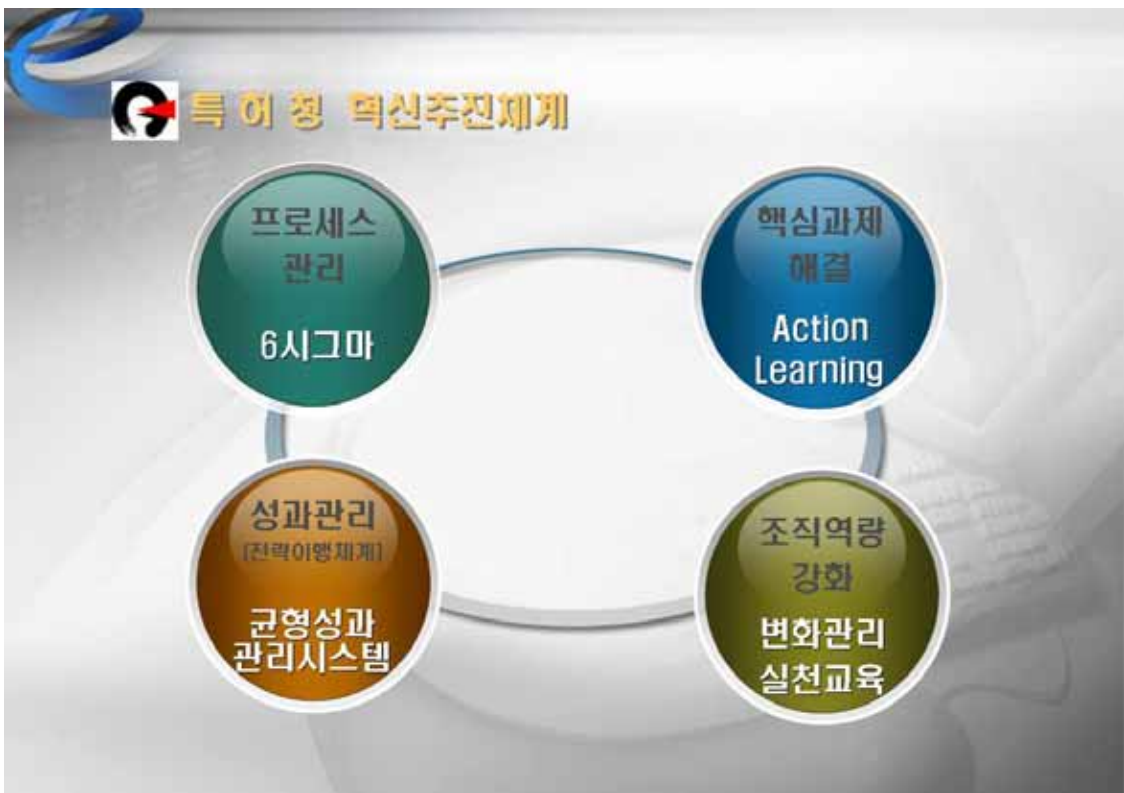 특허청 혁신추진체계
프로세스
관리
6시그마
핵심과제
해결
Action
Learning
성과관리
[전략이행체계]
균형성과
관리시스템
조직역량
강화
변화관리
실천교육